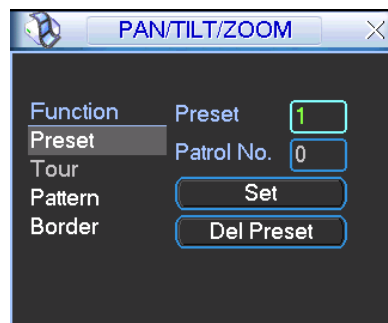 PAN/TILT/ZOOM
Function
Preset 1
Preset
Patrol No. 0
Tour
Pattern
Set
Border
Del Preset